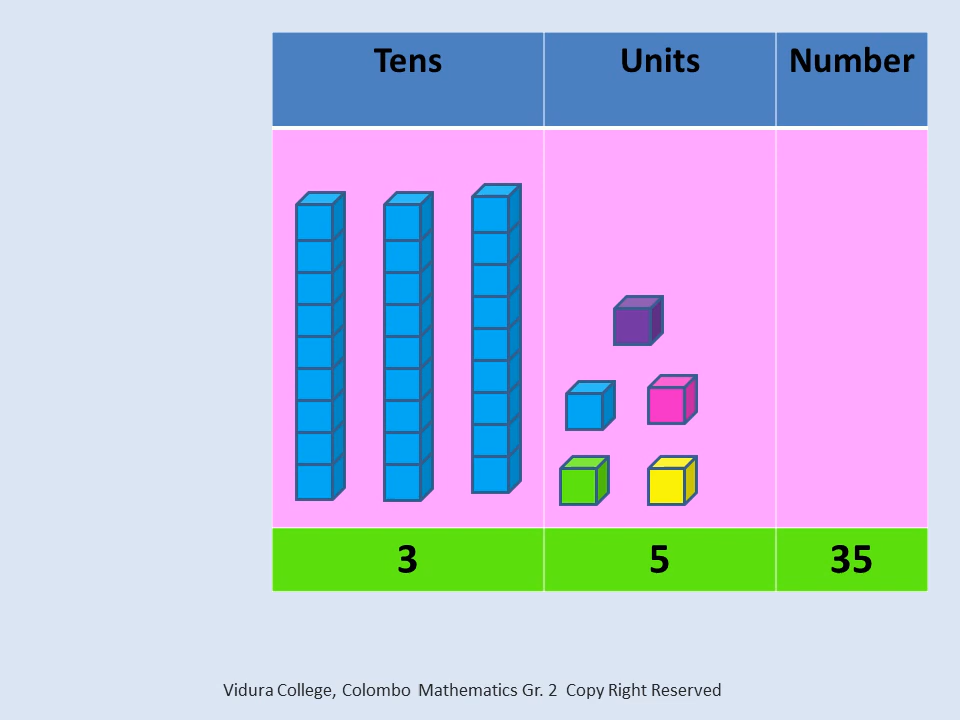 Tens Units Number
3 5 35
Vidura College, Colombo Mathematics Gr. 2 Copy Right Reserved